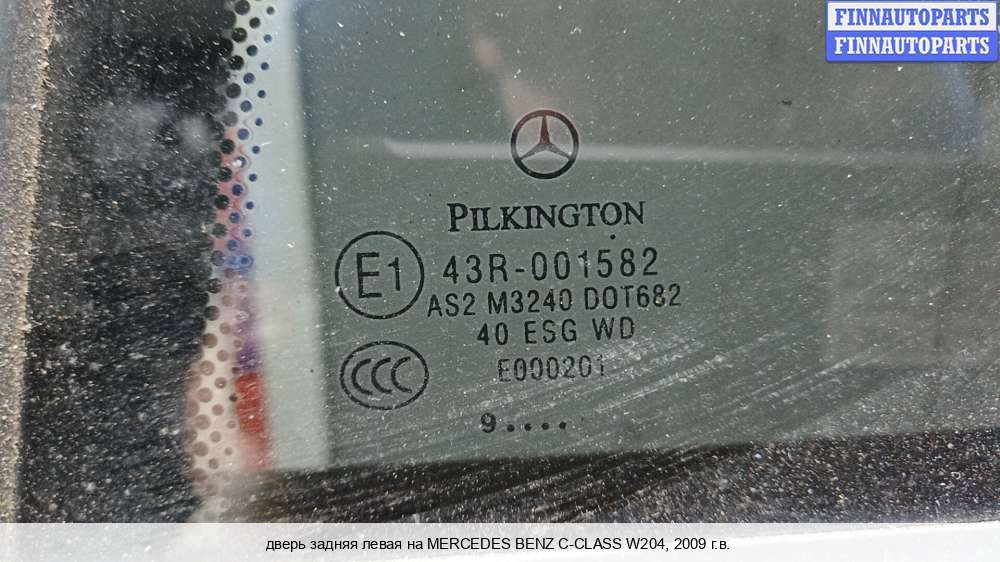 FINNAUTOPARTS
FINNAUTOPARTS
PILKINGTON
E1 43R-001582
AS2 M3240 DOT682
40 ESG WD
CCC E000201
9....
дверь задняя левая на MERCEDES BENZ C-CLASS W204, 2009 г.в.